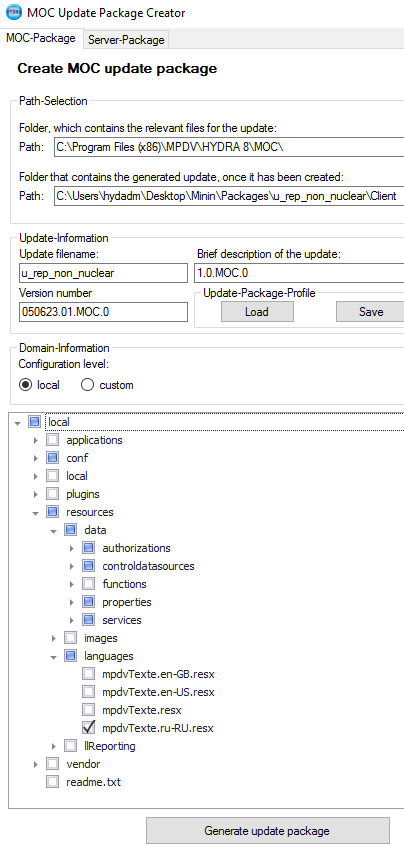 HYDRA MOC Update Package Creator
MOC-Package Server-Package
Create MOC update package
Path-Selection
Folder, which contains the relevant files for the update:
Path: C:\Program Files (x86)\MPDV\HYDRA 8\MOC\
Folder that contains the generated update, once it has been created:
Path: C:\Users\hydadm\Desktop\Minin\Packages\u_rep_non_nuclear\Client
Update-Information
Update filename: Brief description of the update:
u_rep_non_nuclear 1.0.MOC.0
Version number Update-Package-Profile
050623.01.MOC.0 Load Save
Domain-Information
Configuration level:
local custom
local
applications
conf
local
plugins
resources
data
authorizations
controldatasources
functions
properties
services
images
languages
mpdvTexte.en-GB.resx
mpdvTexte.en-US.resx
mpdvTexte.resx
mpdvTexte.ru-RU.resx
llReporting
vendor
readme.txt
Generate update package